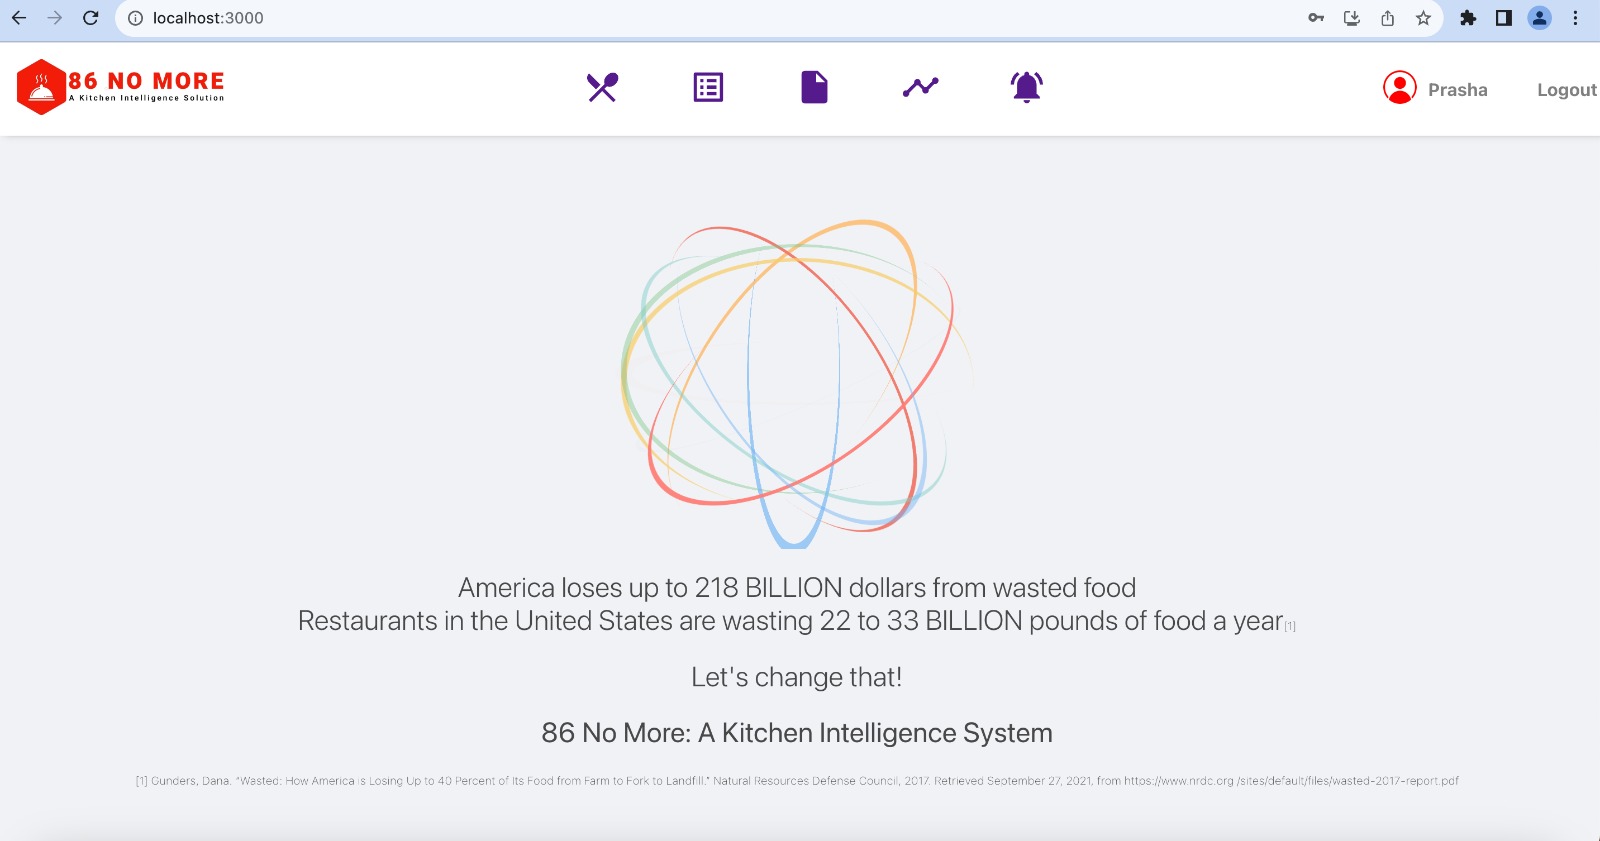 localhost:3000
86 NO MORE
A Kitchen Intelligence Solution
Prasha
Logout
America loses up to 218 BILLION dollars from wasted food
Restaurants in the United States are wasting 22 to 33 BILLION pounds of food a year[1]
Let's change that!
86 No More: A Kitchen Intelligence System
[1] Gunders, Dana. "Wasted: How America is Losing Up to 40 Percent of Its Food from Farm to Fork to Landfill." Natural Resources Defense Council, 2017. Retrieved September 27, 2021, from https://www.nrdc.org /sites/default/files/wasted-2017-report.pdf